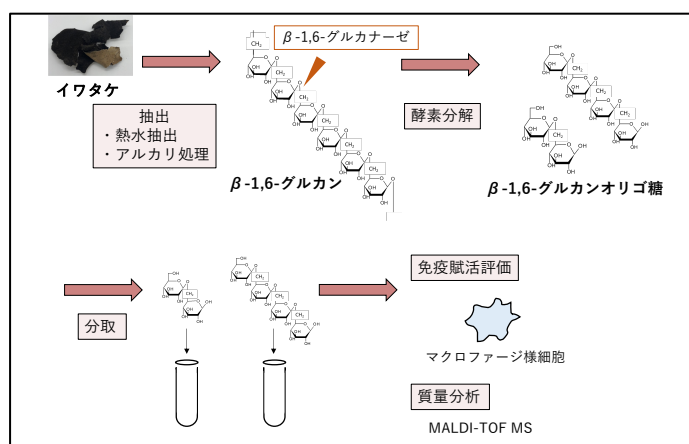 β-1,6-グルカナーゼ
イワタケ
抽出
・熱水抽出
・アルカリ処理
β-1,6-グルカン
酵素分解
β-1,6-グルカンオリゴ糖
分取
免疫賦活評価
マクロファージ様細胞
質量分析
MALDI-TOF MS